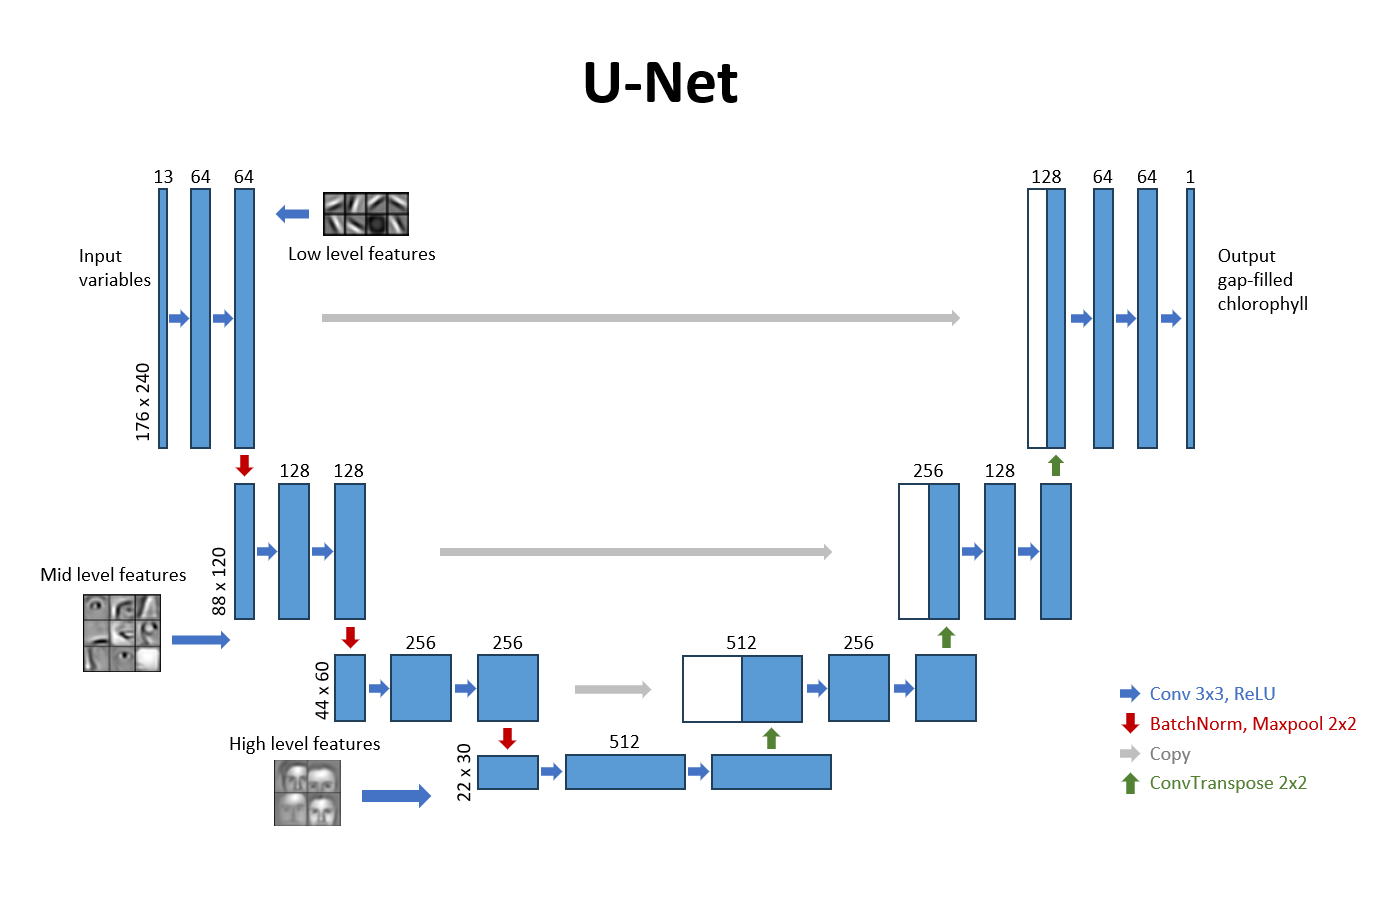 U-Net
13 64 64
128 64 64 1
Low level features
Input
variables
Output
gap-filled
chlorophyll
176 x 240
128 128
256 128
88 x 120
Mid level features
256 256
512 256
44 x 60
High level features
512
22 x 30
Conv 3x3, ReLU
BatchNorm, Maxpool 2x2
Copy
ConvTranspose 2x2